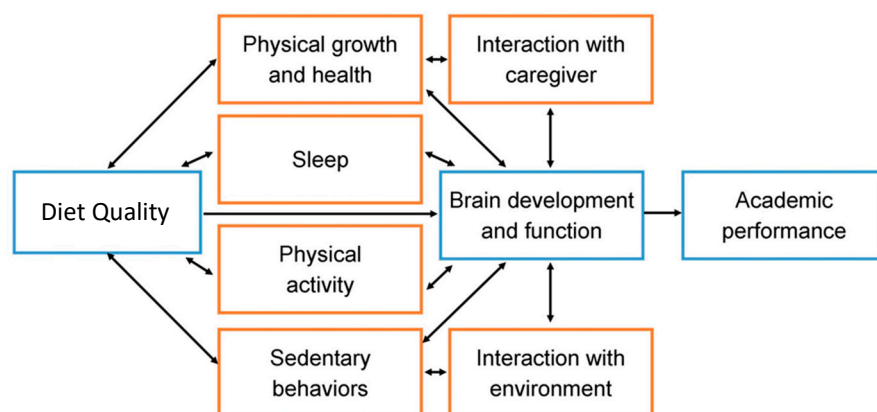 Physical growth
and health
Interaction with
caregiver
Sleep
Diet Quality
Brain development
and function
Academic
performance
Physical
activity
Sedentary
behaviors
Interaction with
environment